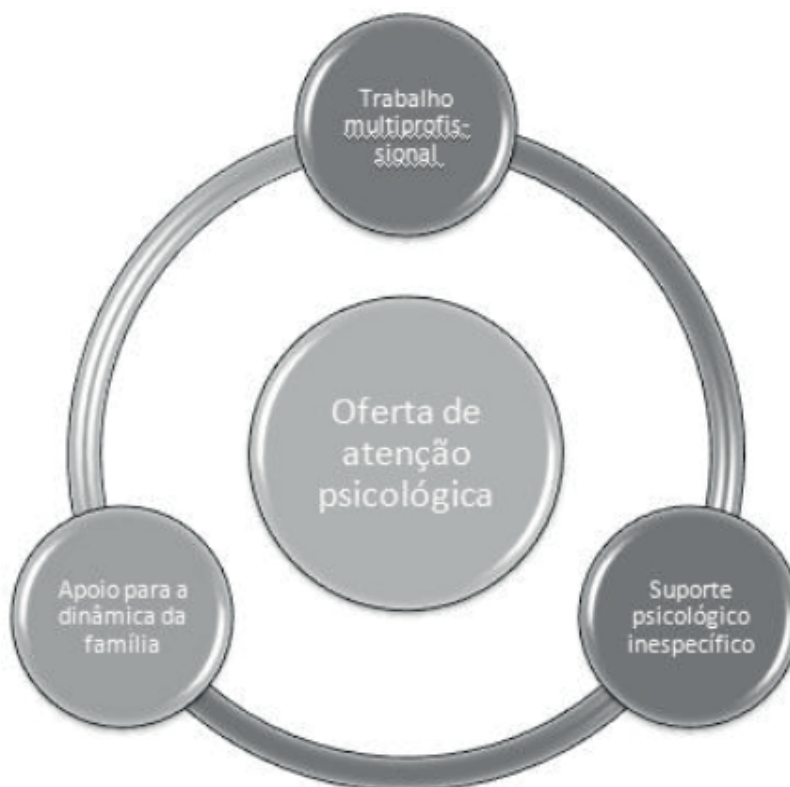 Trabalho
multiprofis-
sional
Oferta de
atenção
psicológica
Apoio para a
dinâmica da
família
Suporte
psicológico
inespecífico